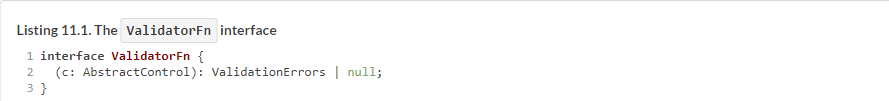 Listing 11.1. The ValidatorFn interface
1 interface ValidatorFn {
2   (c: AbstractControl): ValidationErrors | null;
3 }